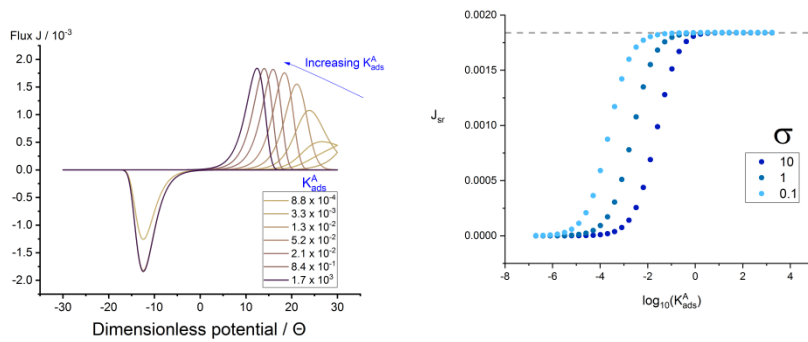 Flux J / 10⁻³
2.0
1.5
1.0
0.5
0.0
-0.5
-1.0
-1.5
-2.0
Increasing K^A_ads
K^A_ads
8.8 x 10⁻⁴
3.3 x 10⁻³
1.3 x 10⁻²
5.2 x 10⁻²
2.1 x 10⁻²
8.4 x 10⁻¹
1.7 x 10³
-30 -20 -10 0 10 20 30
Dimensionless potential / Θ
0.0020
0.0015
0.0010
0.0005
0.0000
J_sr
σ
10
1
0.1
-8 -6 -4 -2 0 2 4
log₁₀(K^A_ads)